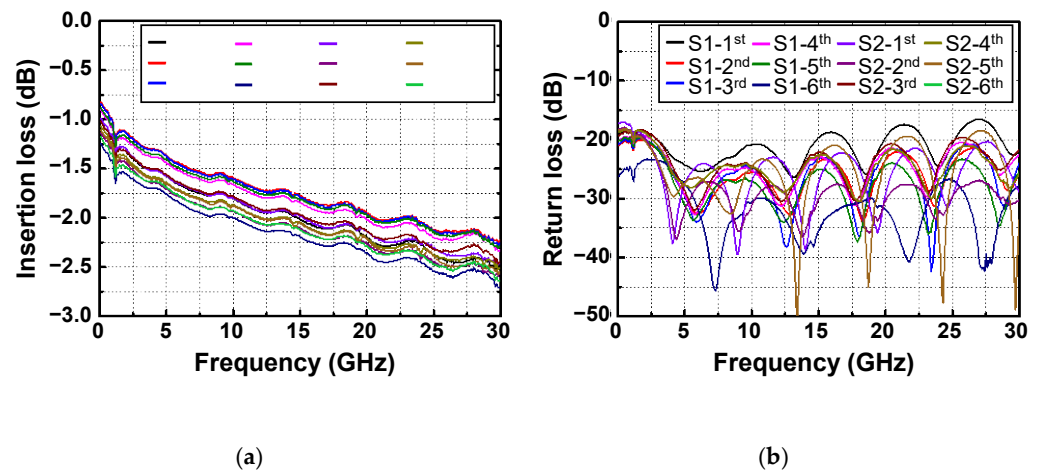 0.0
−0.5
−1.0
−1.5
−2.0
−2.5
−3.0
Insertion loss (dB)
0 5 10 15 20 25 30
Frequency (GHz)
(a)
−10
−20
−30
−40
−50
Return loss (dB)
S1-1st S1-4th S2-1st S2-4th
S1-2nd S1-5th S2-2nd S2-5th
S1-3rd S1-6th S2-3rd S2-6th
0 5 10 15 20 25 30
Frequency (GHz)
(b)